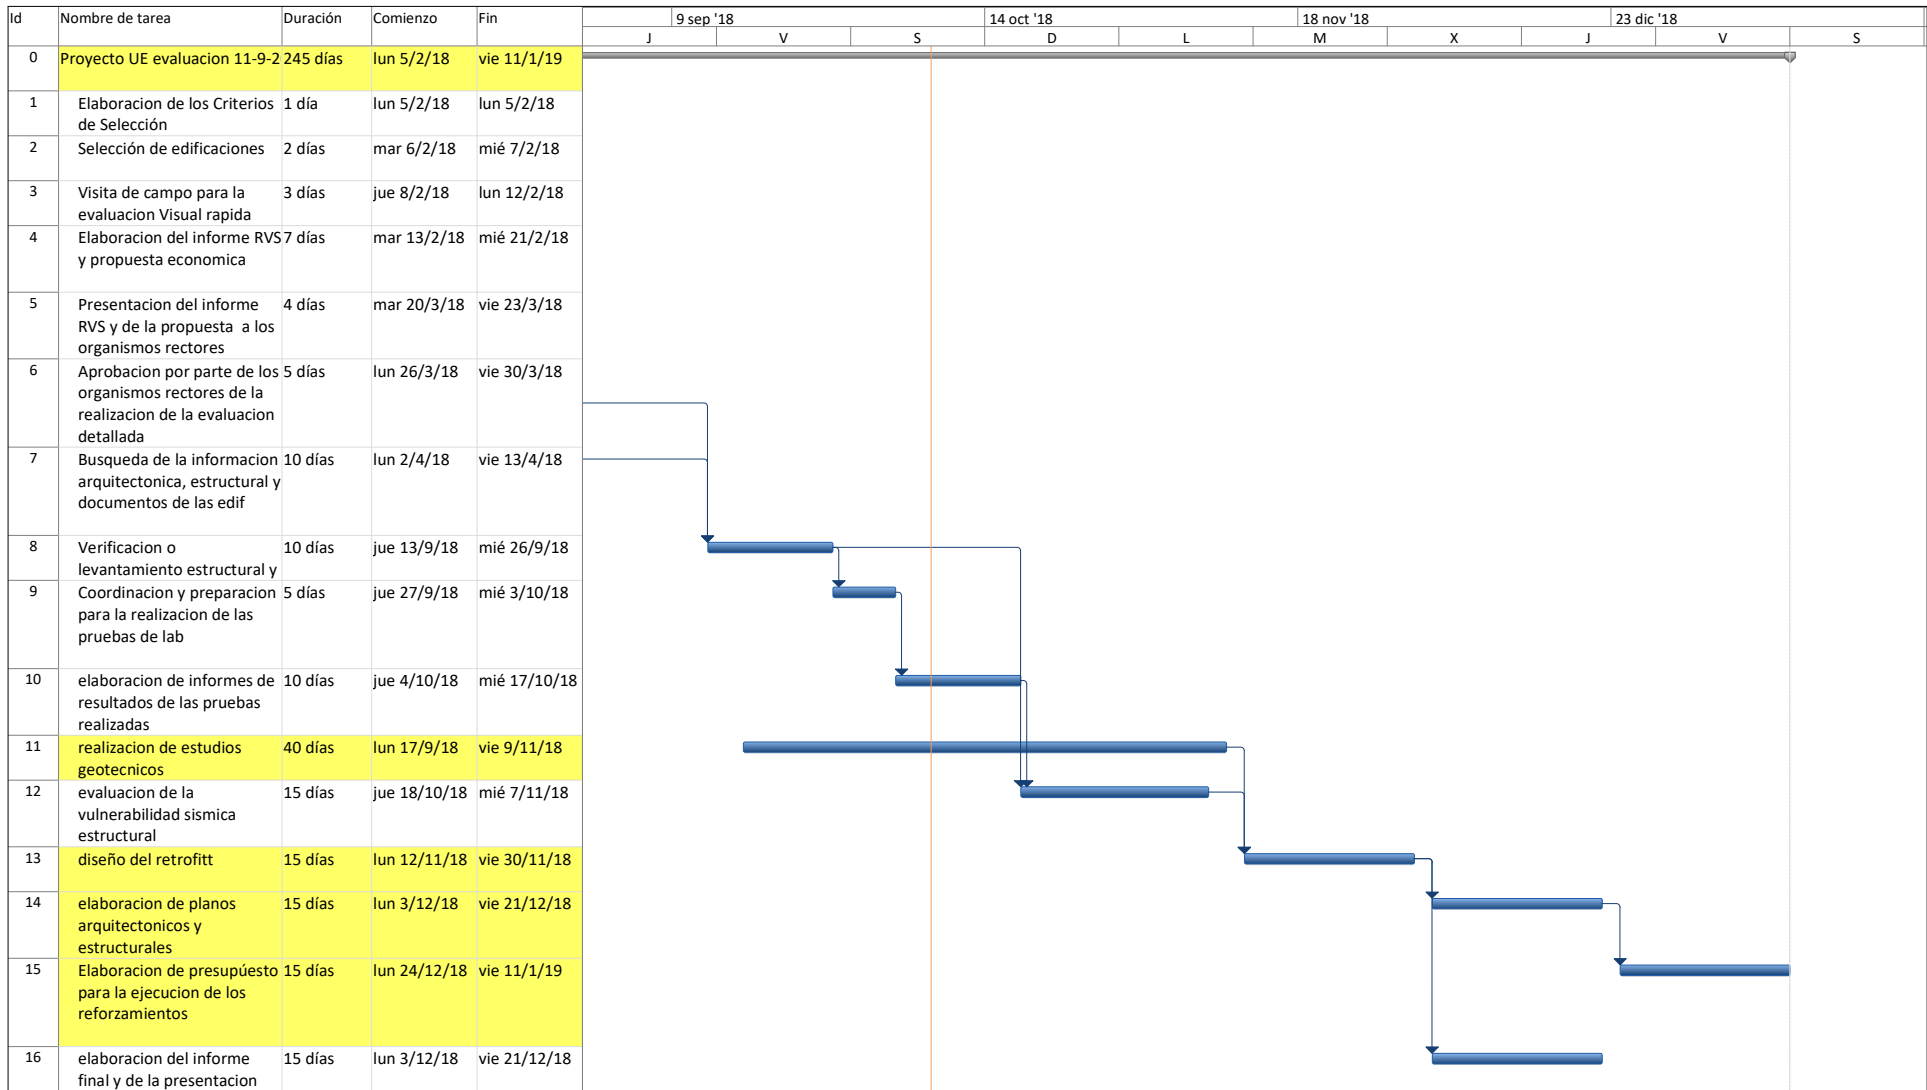 Id Nombre de tarea Duración Comienzo Fin 9 sep '18 14 oct '18 18 nov '18 23 dic '18
J V S D L M X J V S
0 Proyecto UE evaluacion 11-9-2 245 días lun 5/2/18 vie 11/1/19
1 Elaboracion de los Criterios 1 día lun 5/2/18 lun 5/2/18
de Selección
2 Selección de edificaciones 2 días mar 6/2/18 mié 7/2/18
3 Visita de campo para la 3 días jue 8/2/18 lun 12/2/18
evaluacion Visual rapida
4 Elaboracion del informe RVS 7 días mar 13/2/18 mié 21/2/18
y propuesta economica
5 Presentacion del informe 4 días mar 20/3/18 vie 23/3/18
RVS y de la propuesta a los
organismos rectores
6 Aprobacion por parte de los 5 días lun 26/3/18 vie 30/3/18
organismos rectores de la
realizacion de la evaluacion
detallada
7 Busqueda de la informacion 10 días lun 2/4/18 vie 13/4/18
arquitectonica, estructural y
documentos de las edif
8 Verificacion o 10 días jue 13/9/18 mié 26/9/18
levantamiento estructural y
9 Coordinacion y preparacion 5 días jue 27/9/18 mié 3/10/18
para la realizacion de las
pruebas de lab
10 elaboracion de informes de 10 días jue 4/10/18 mié 17/10/18
resultados de las pruebas
realizadas
11 realizacion de estudios 40 días lun 17/9/18 vie 9/11/18
geotecnicos
12 evaluacion de la 15 días jue 18/10/18 mié 7/11/18
vulnerabilidad sismica
estructural
13 diseño del retrofitt 15 días lun 12/11/18 vie 30/11/18
14 elaboracion de planos 15 días lun 3/12/18 vie 21/12/18
arquitectonicos y
estructurales
15 Elaboracion de presupúesto 15 días lun 24/12/18 vie 11/1/19
para la ejecucion de los
reforzamientos
16 elaboracion del informe 15 días lun 3/12/18 vie 21/12/18
final y de la presentacion